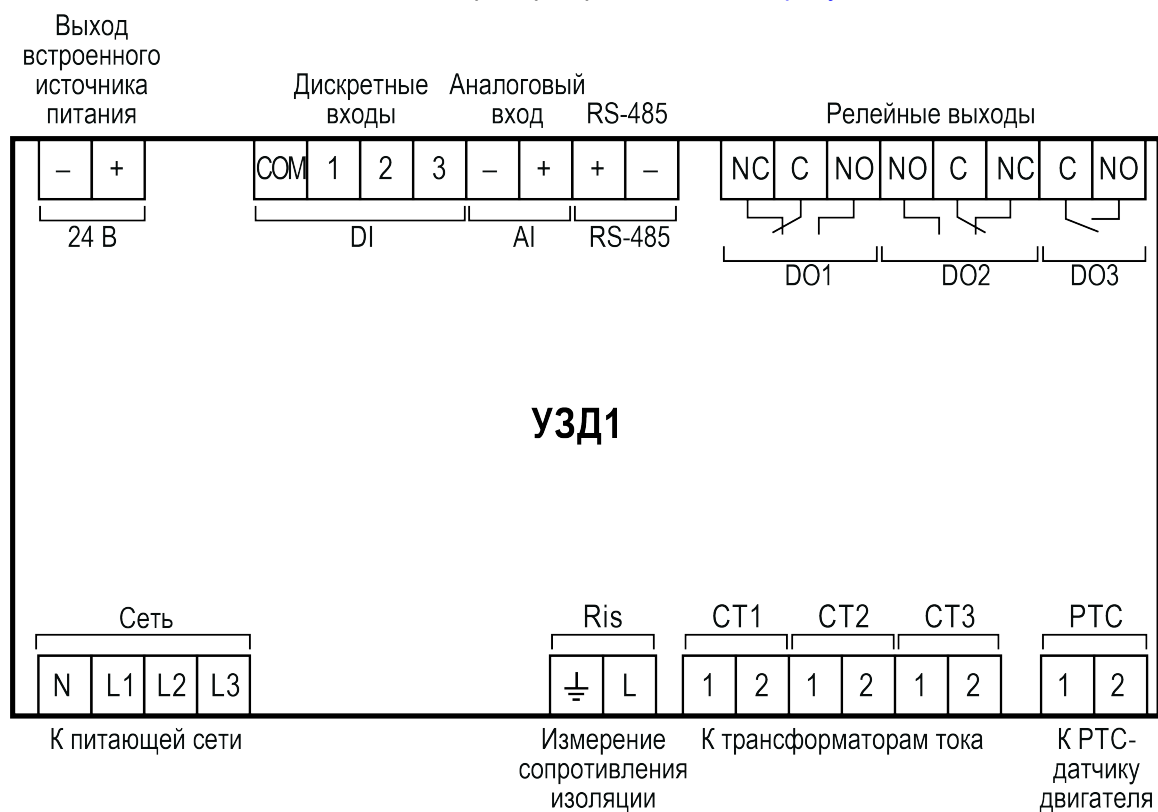 Выход
встроенного
источника
питания
Дискретные
входы
Аналоговый
вход
RS-485
Релейные выходы
– +
COM 1 2 3 – + + –
NC C NO NO C NC C NO
24 В
DI
AI
RS-485
DO1
DO2
DO3
УЗД1
Сеть
Ris
CT1
CT2
CT3
PTC
N L1 L2 L3
L
1 2 1 2 1 2
1 2
К питающей сети
Измерение
сопротивления
изоляции
К трансформаторам тока
К PTC-
датчику
двигателя